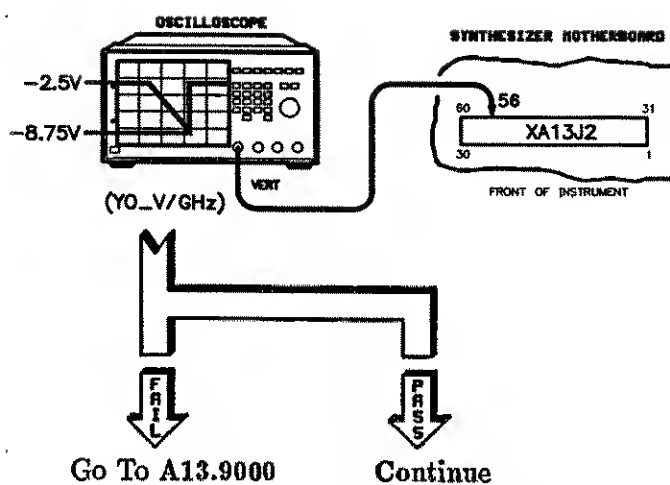 OSCILLOSCOPE
SYNTHESIZER MOTHERBOARD
-2.5V
-8.75V
VERT
(YO_V/GHz)
56
60
31
XA13J2
30
1
FRONT OF INSTRUMENT
FAIL
PASS
Go To A13.9000
Continue